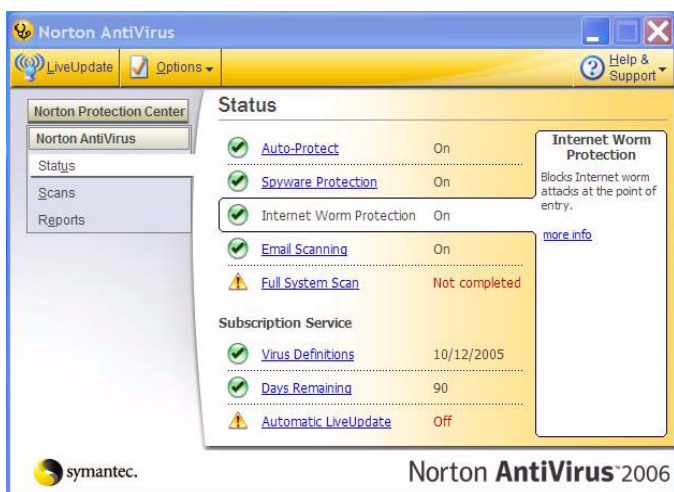 Norton AntiVirus
LiveUpdate Options Help & Support
Norton Protection Center
Norton AntiVirus
Status
Scans
Reports
Status
Auto-Protect On
Spyware Protection On
Internet Worm Protection On
Email Scanning On
Full System Scan Not completed
Subscription Service
Virus Definitions 10/12/2005
Days Remaining 90
Automatic LiveUpdate Off
Internet Worm
Protection
Blocks Internet worm
attacks at the point of
entry.
more info
symantec.
Norton AntiVirus™2006